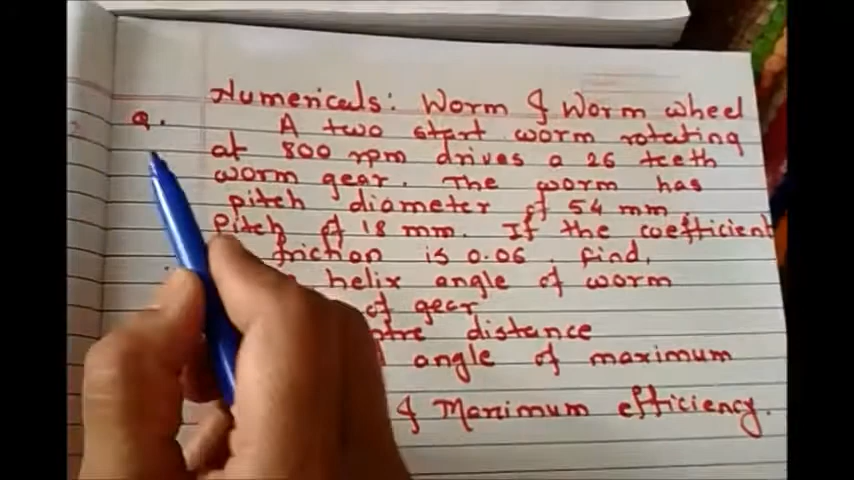 Numericals: Worm & Worm wheel
Q. A two start worm rotating
at 800 rpm drives a 26 teeth
worm gear. The worm has
pitch diameter of 54 mm
Pitch of 18 mm. If the coefficient
friction is 0.06. find,
helix angle of worm
of gear
distance
angle of maximum
& Maximum efficiency.